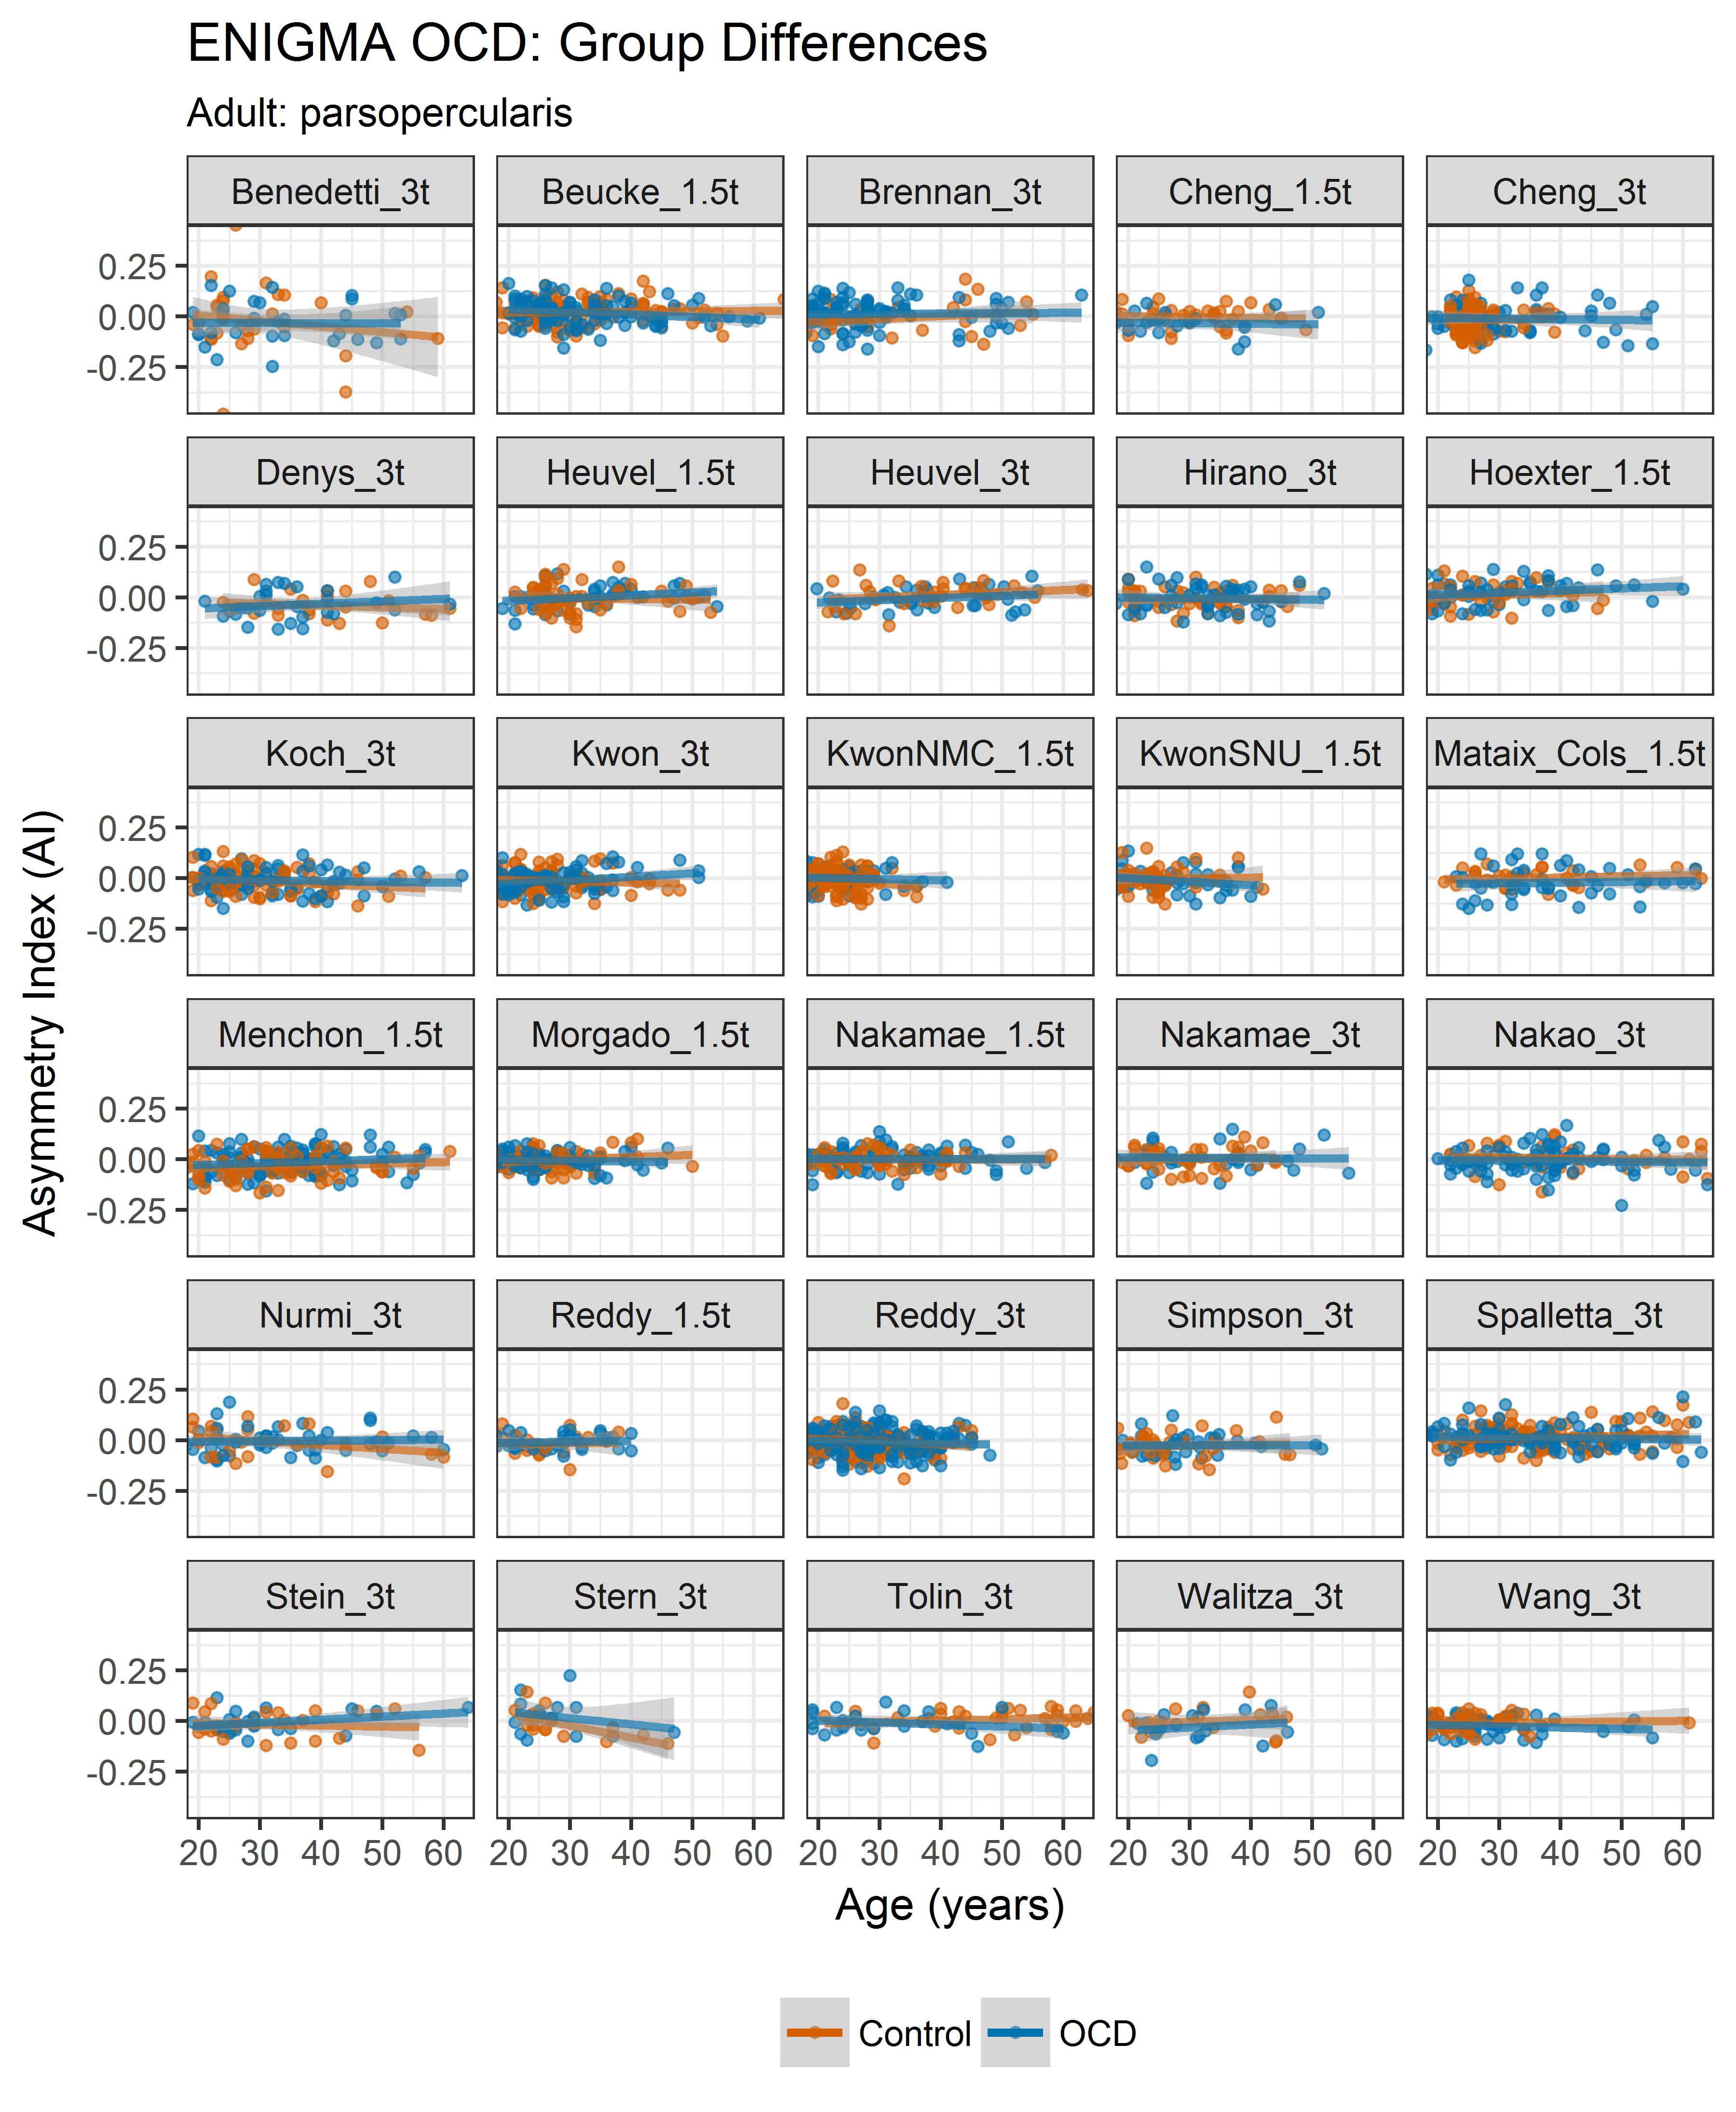 ENIGMA OCD: Group Differences
Adult: parsopercularis
Benedetti_3t Beucke_1.5t Brennan_3t Cheng_1.5t Cheng_3t
0.25
0.00
-0.25
Denys_3t Heuvel_1.5t Heuvel_3t Hirano_3t Hoexter_1.5t
0.25
0.00
-0.25
Koch_3t Kwon_3t KwonNMC_1.5t KwonSNU_1.5t Mataix_Cols_1.5t
0.25
0.00
-0.25
Menchon_1.5t Morgado_1.5t Nakamae_1.5t Nakamae_3t Nakao_3t
0.25
0.00
-0.25
Nurmi_3t Reddy_1.5t Reddy_3t Simpson_3t Spalletta_3t
0.25
0.00
-0.25
Stein_3t Stern_3t Tolin_3t Walitza_3t Wang_3t
0.25
0.00
-0.25
20 30 40 50 60 20 30 40 50 60 20 30 40 50 60 20 30 40 50 60 20 30 40 50 60
Asymmetry Index (AI)
Age (years)
Control OCD